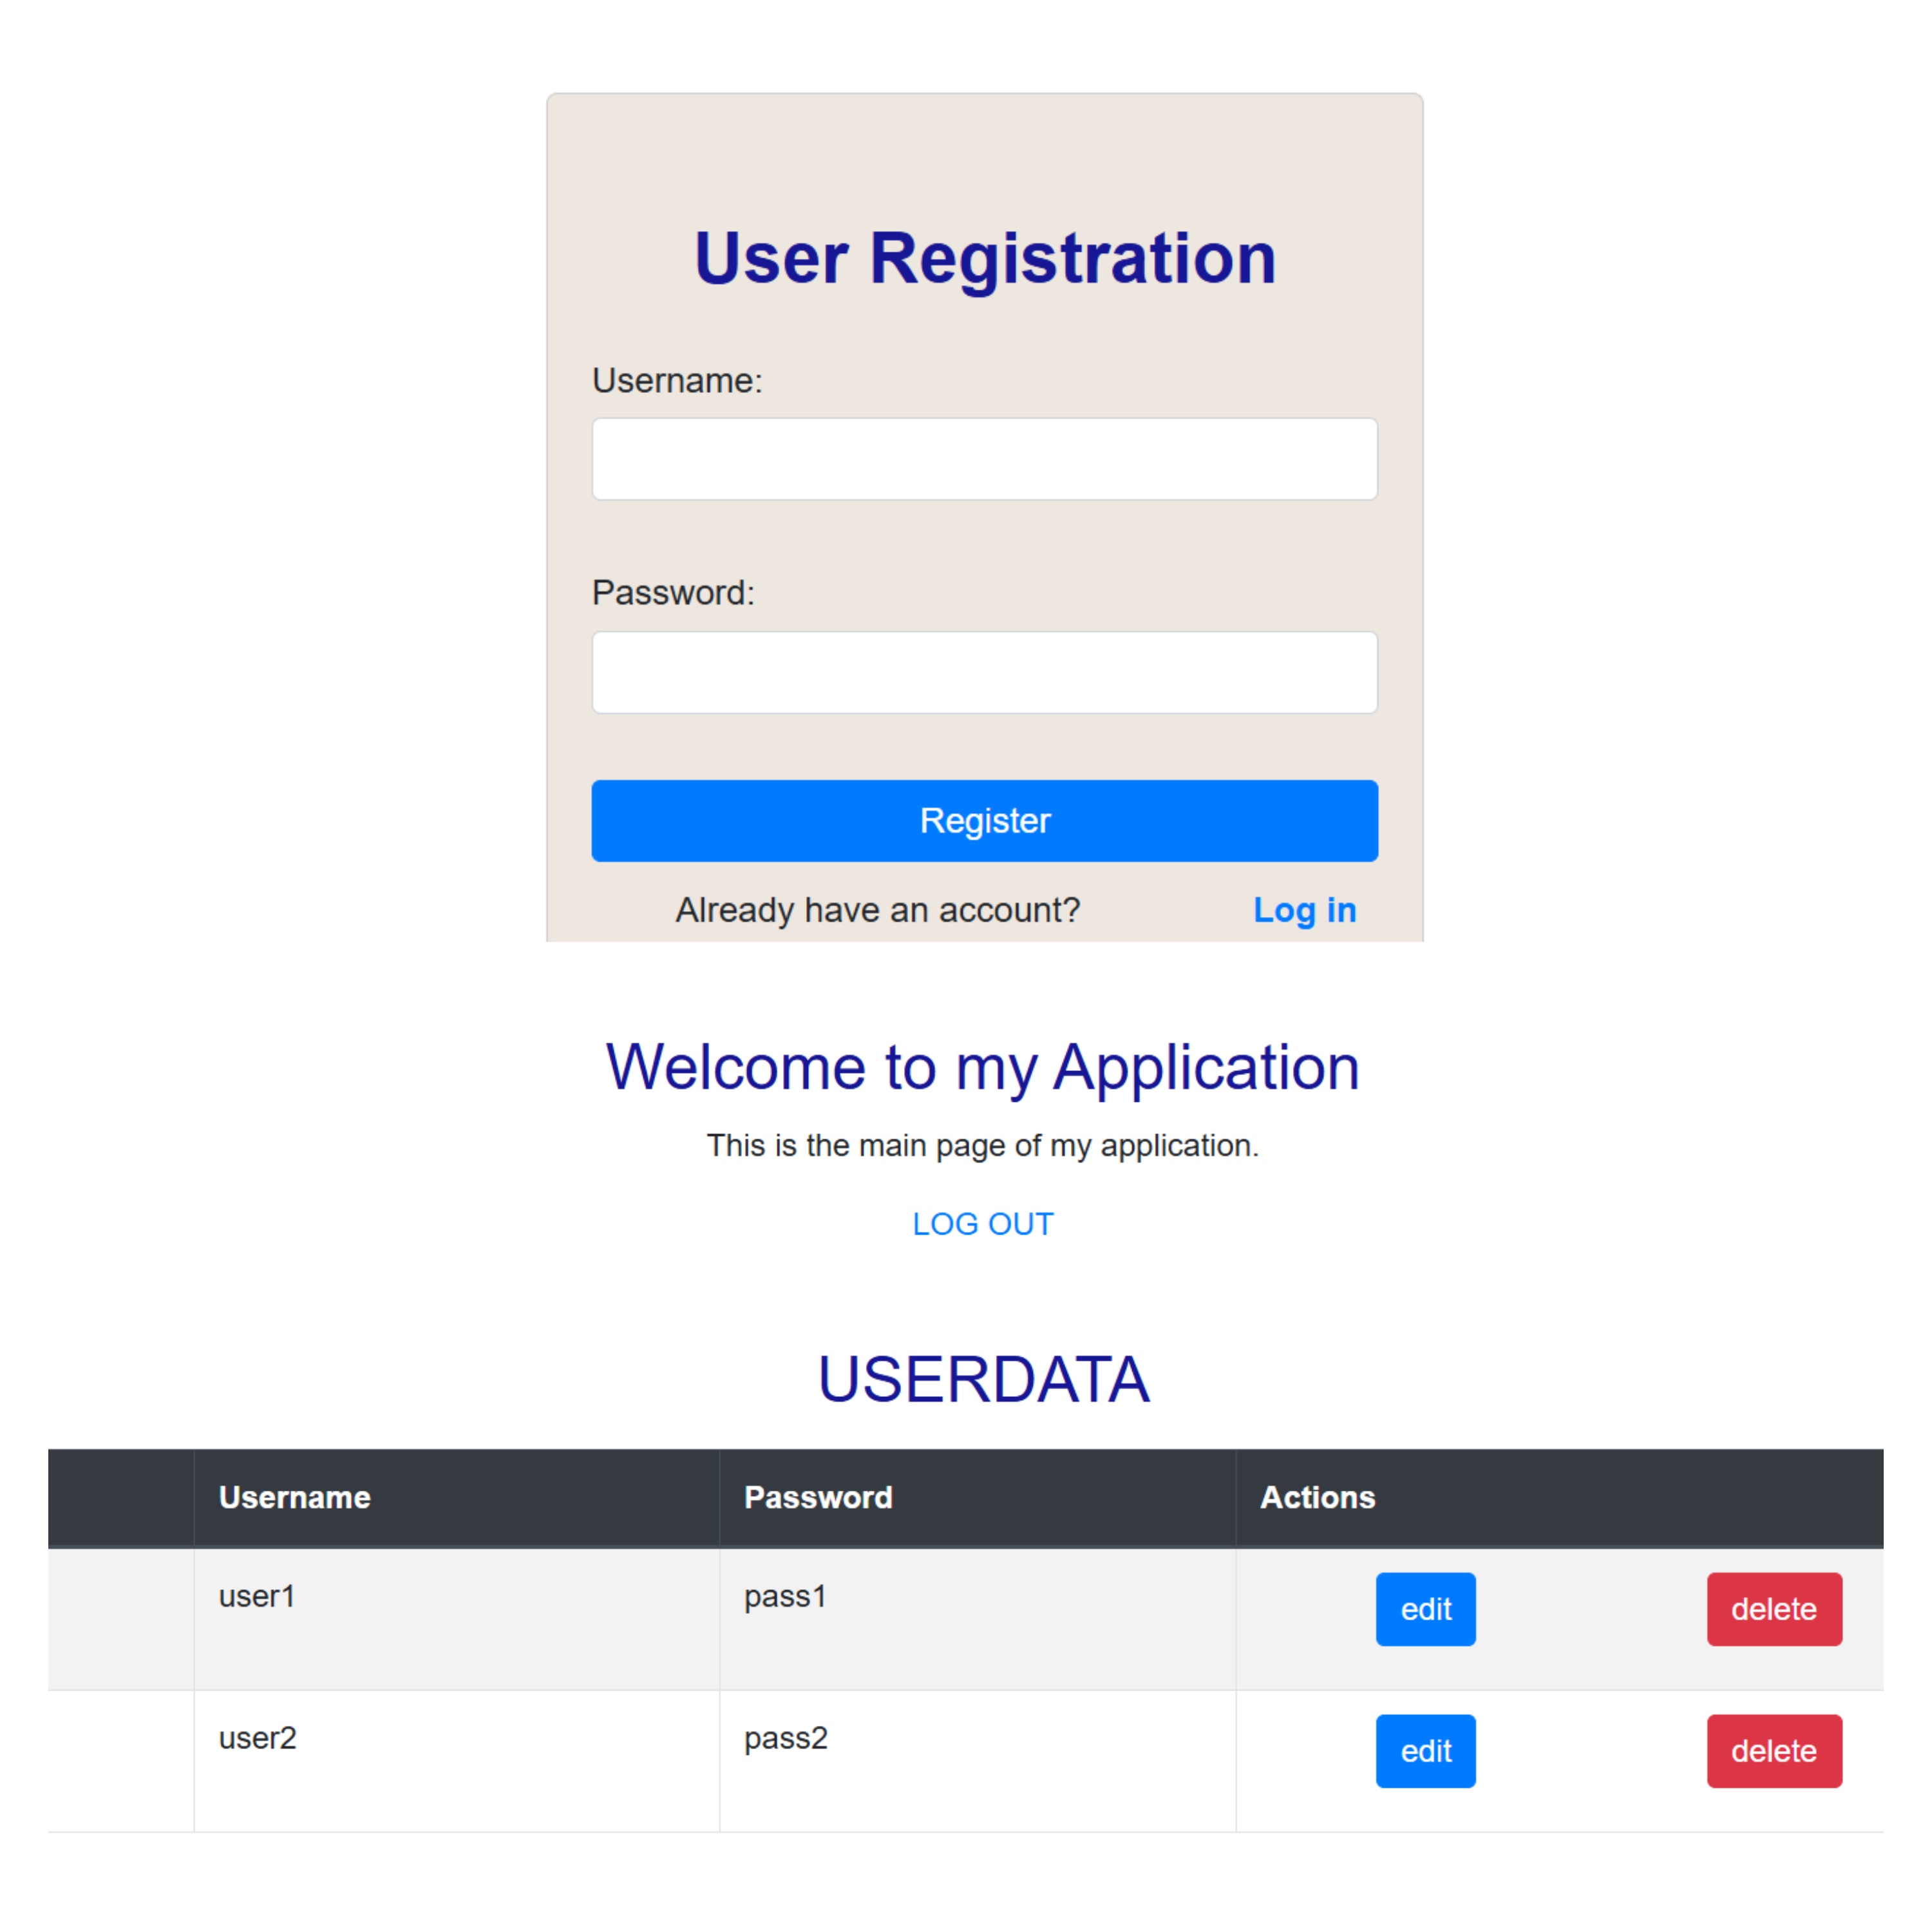 User Registration
Username:
Password:
Register
Already have an account? Log in
Welcome to my Application
This is the main page of my application.
LOG OUT
USERDATA
Username Password Actions
user1 pass1 edit delete
user2 pass2 edit delete